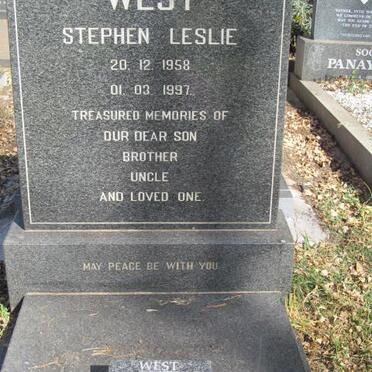 WEST
STEPHEN LESLIE
20. 12. 1958
01. 03. 1997.
TREASURED MEMORIES OF
OUR DEAR SON
BROTHER
UNCLE
AND LOVED ONE.
MAY PEACE BE WITH YOU
WEST